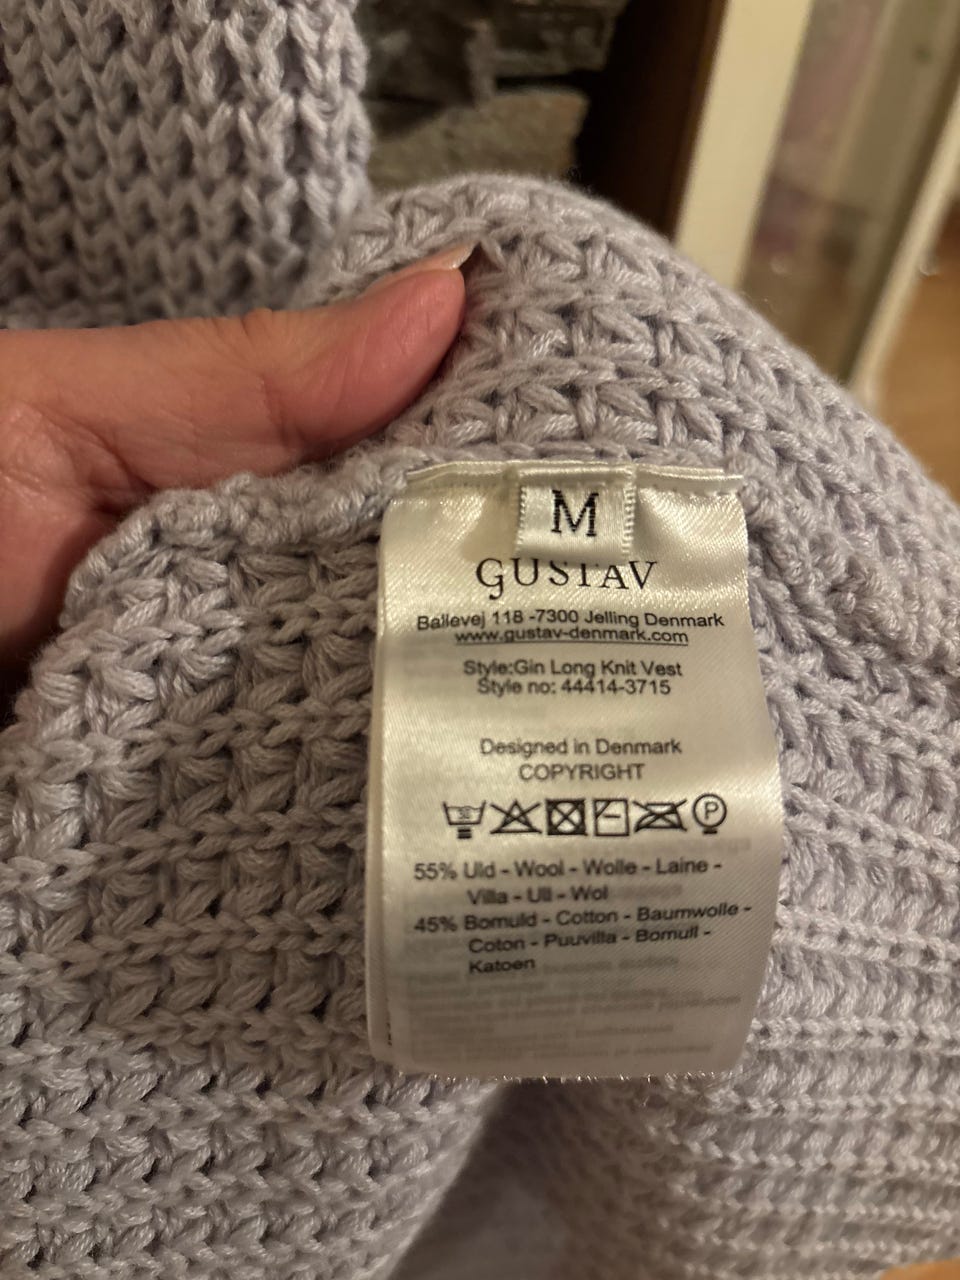 M
GUSTAV
Ballevej 118 -7300 Jelling Denmark
www.gustav-denmark.com
Style:Gin Long Knit Vest
Style no: 44414-3715
Designed in Denmark
COPYRIGHT
P
55% Uld - Wool - Wolle - Laine -
Villa - Ull - Wol
45% Bomuld - Cotton - Baumwolle -
Coton - Puuvilla - Bomull -
Katoen